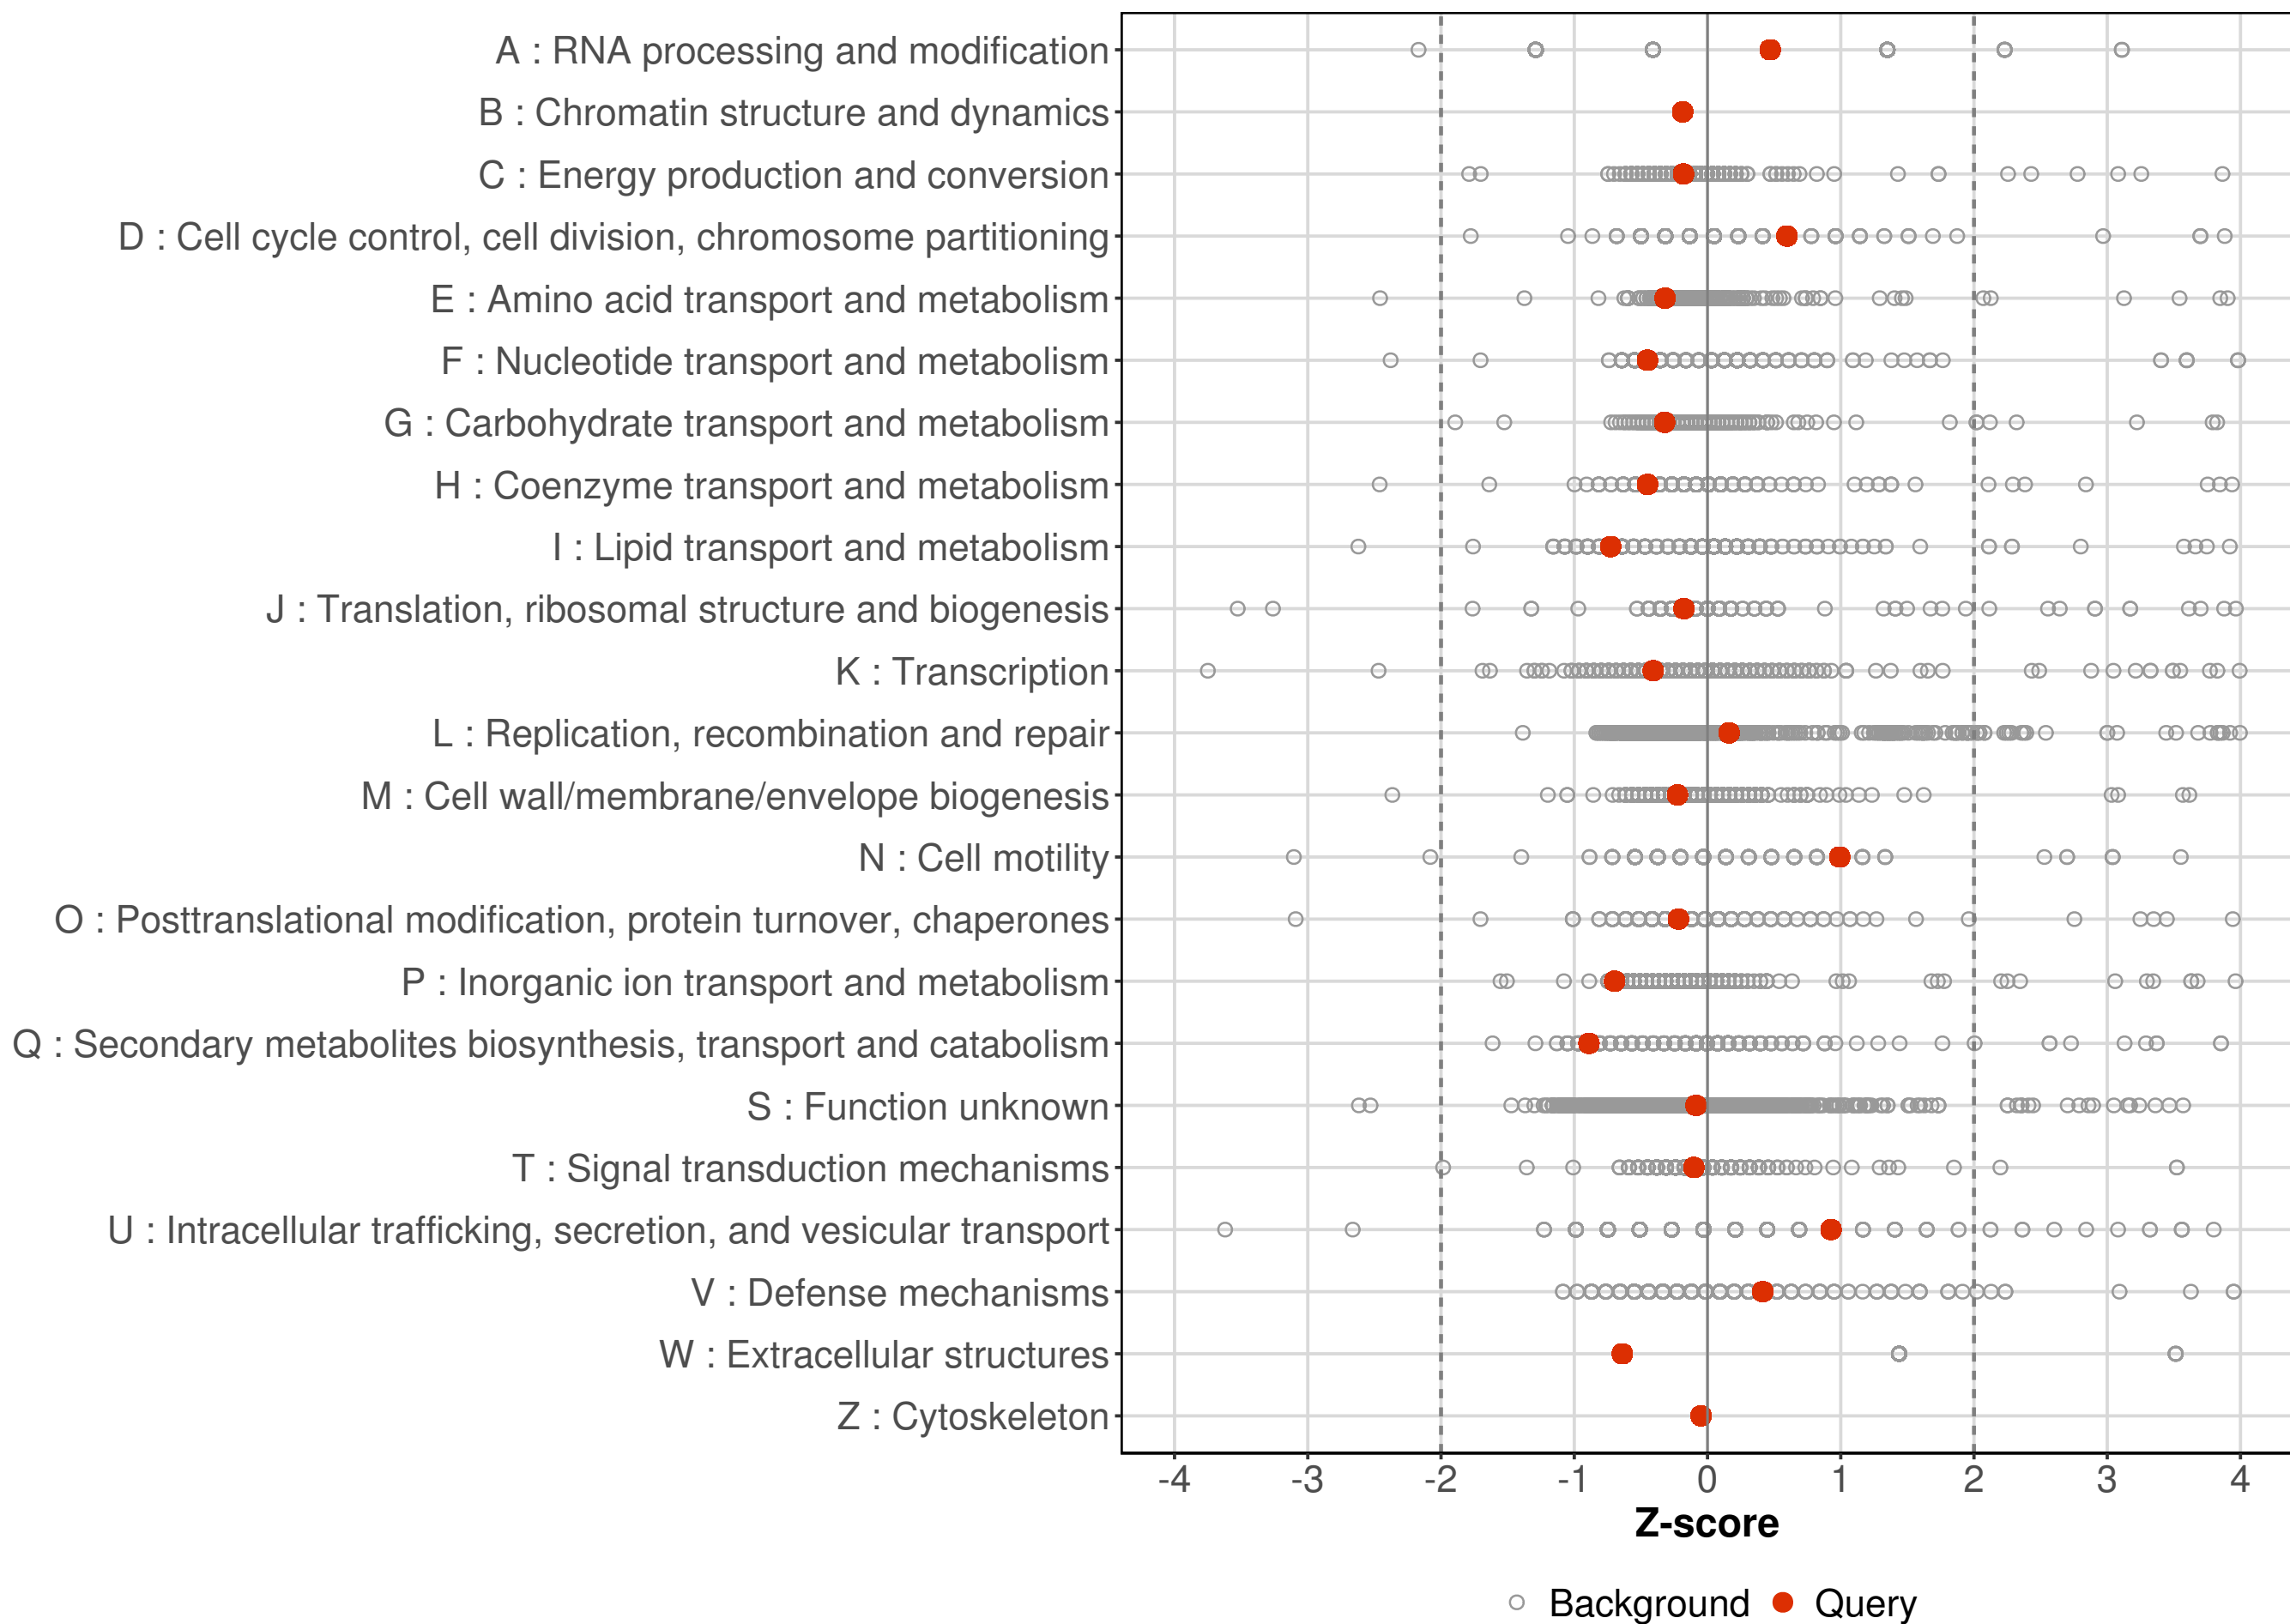 A : RNA processing and modification
B : Chromatin structure and dynamics
C : Energy production and conversion
D : Cell cycle control, cell division, chromosome partitioning
E : Amino acid transport and metabolism
F : Nucleotide transport and metabolism
G : Carbohydrate transport and metabolism
H : Coenzyme transport and metabolism
I : Lipid transport and metabolism
J : Translation, ribosomal structure and biogenesis
K : Transcription
L : Replication, recombination and repair
M : Cell wall/membrane/envelope biogenesis
N : Cell motility
O : Posttranslational modification, protein turnover, chaperones
P : Inorganic ion transport and metabolism
Q : Secondary metabolites biosynthesis, transport and catabolism
S : Function unknown
T : Signal transduction mechanisms
U : Intracellular trafficking, secretion, and vesicular transport
V : Defense mechanisms
W : Extracellular structures
Z : Cytoskeleton
-4 -3 -2 -1 0 1 2 3 4
Z-score
Background Query